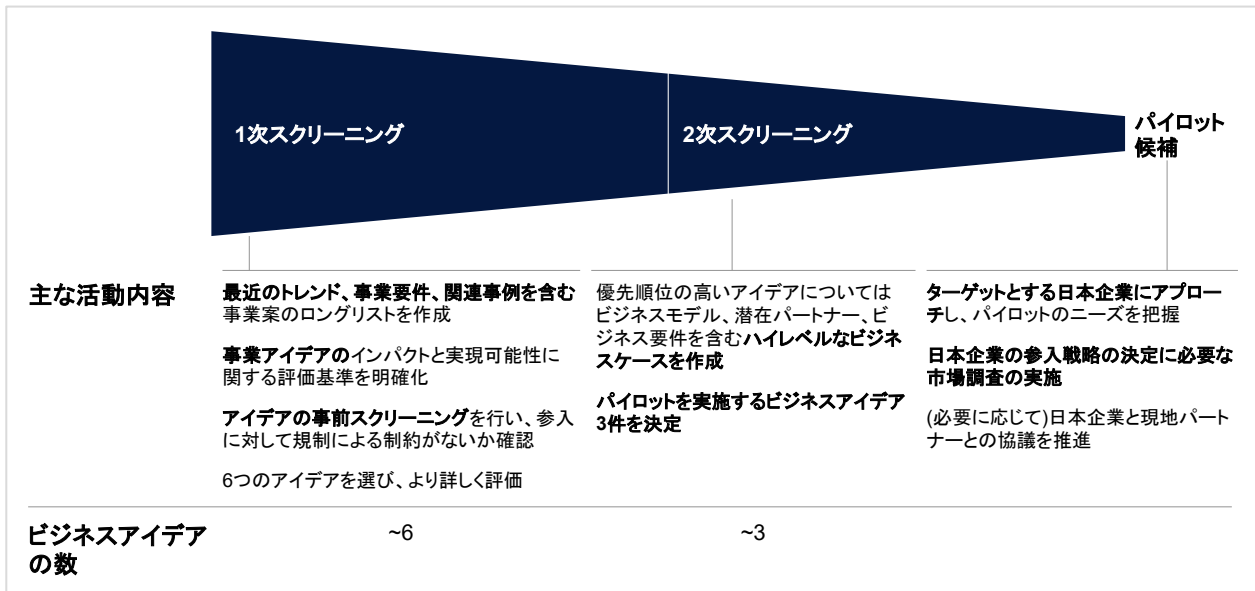 1次スクリーニング
2次スクリーニング
パイロット
候補
主な活動内容
最近のトレンド、事業要件、関連事例を含む
事業案のロングリストを作成
事業アイデアのインパクトと実現可能性に
関する評価基準を明確化
アイデアの事前スクリーニングを行い、参入
に対して規制による制約がないか確認
6つのアイデアを選び、より詳しく評価
優先順位の高いアイデアについては
ビジネスモデル、潜在パートナー、ビ
ジネス要件を含むハイレベルなビジネ
スケースを作成
パイロットを実施するビジネスアイデア
3件を決定
ターゲットとする日本企業にアプロー
チし、パイロットのニーズを把握
日本企業の参入戦略の決定に必要な
市場調査の実施
(必要に応じて)日本企業と現地パート
ナーとの協議を推進
ビジネスアイデア
の数
~6
~3